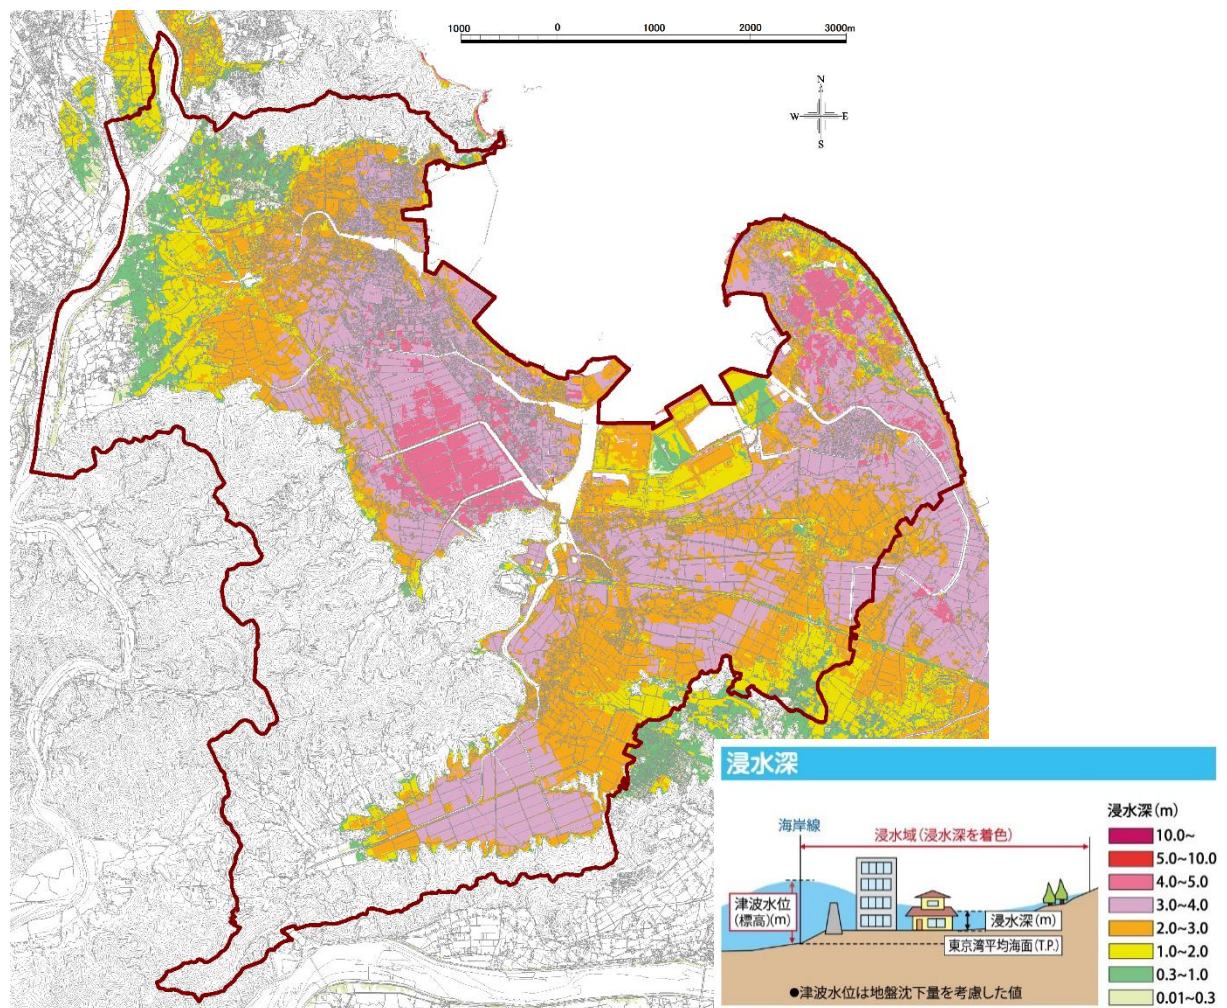 1000 0 1000 2000 3000m
N
W E
S
浸水深
海岸線
浸水域(浸水深を着色)
津波水位
(標高)(m)
浸水深(m)
東京湾平均海面(T.P.)
●津波水位は地盤沈下量を考慮した値
浸水深(m)
10.0~
5.0~10.0
4.0~5.0
3.0~4.0
2.0~3.0
1.0~2.0
0.3~1.0
0.01~0.3